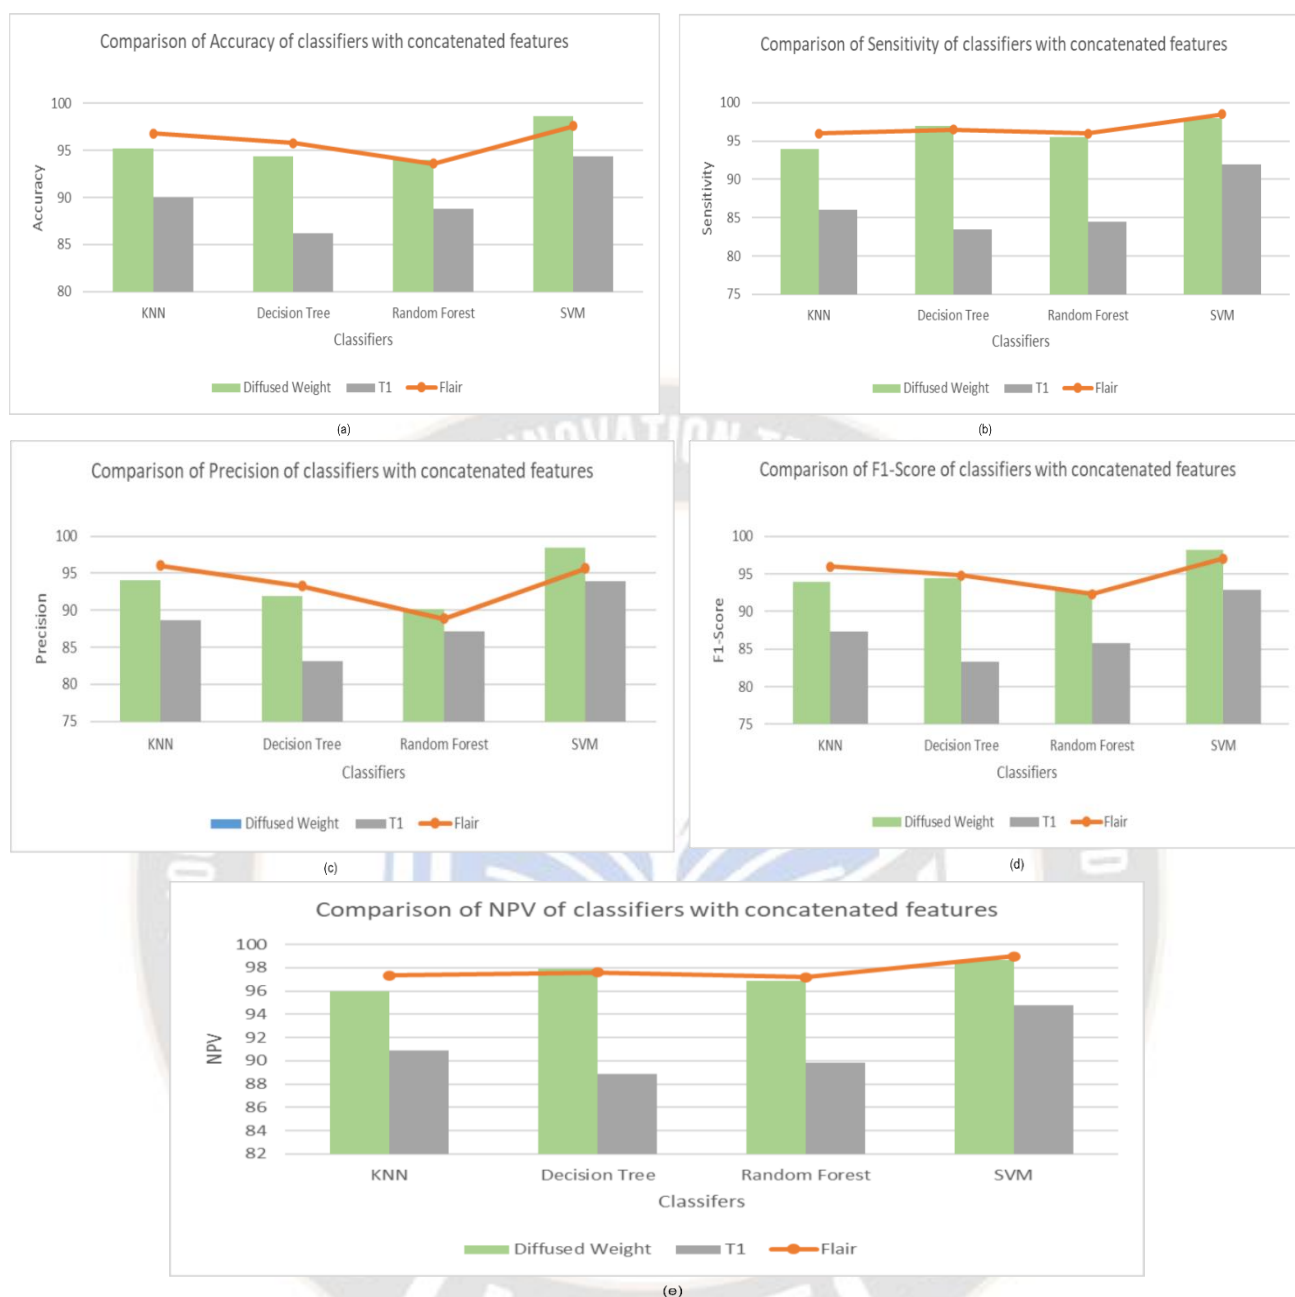 Comparison of Accuracy of classifiers with concatenated features
100
95
90
85
80
Accuracy
KNN Decision Tree Random Forest SVM
Classifiers
Diffused Weight T1 Flair
(a)
Comparison of Sensitivity of classifiers with concatenated features
100
95
90
85
80
75
Sensitivity
KNN Decision Tree Random Forest SVM
Classifiers
Diffused Weight T1 Flair
(b)
Comparison of Precision of classifiers with concatenated features
100
95
90
85
80
75
Precision
KNN Decision Tree Random Forest SVM
Classifiers
Diffused Weight T1 Flair
(c)
Comparison of F1-Score of classifiers with concatenated features
100
95
90
85
80
75
F1-Score
KNN Decision Tree Random Forest SVM
Classifiers
Diffused Weight T1 Flair
(d)
Comparison of NPV of classifiers with concatenated features
100
98
96
94
92
90
88
86
84
82
NPV
KNN Decision Tree Random Forest SVM
Classifers
Diffused Weight T1 Flair
(e)